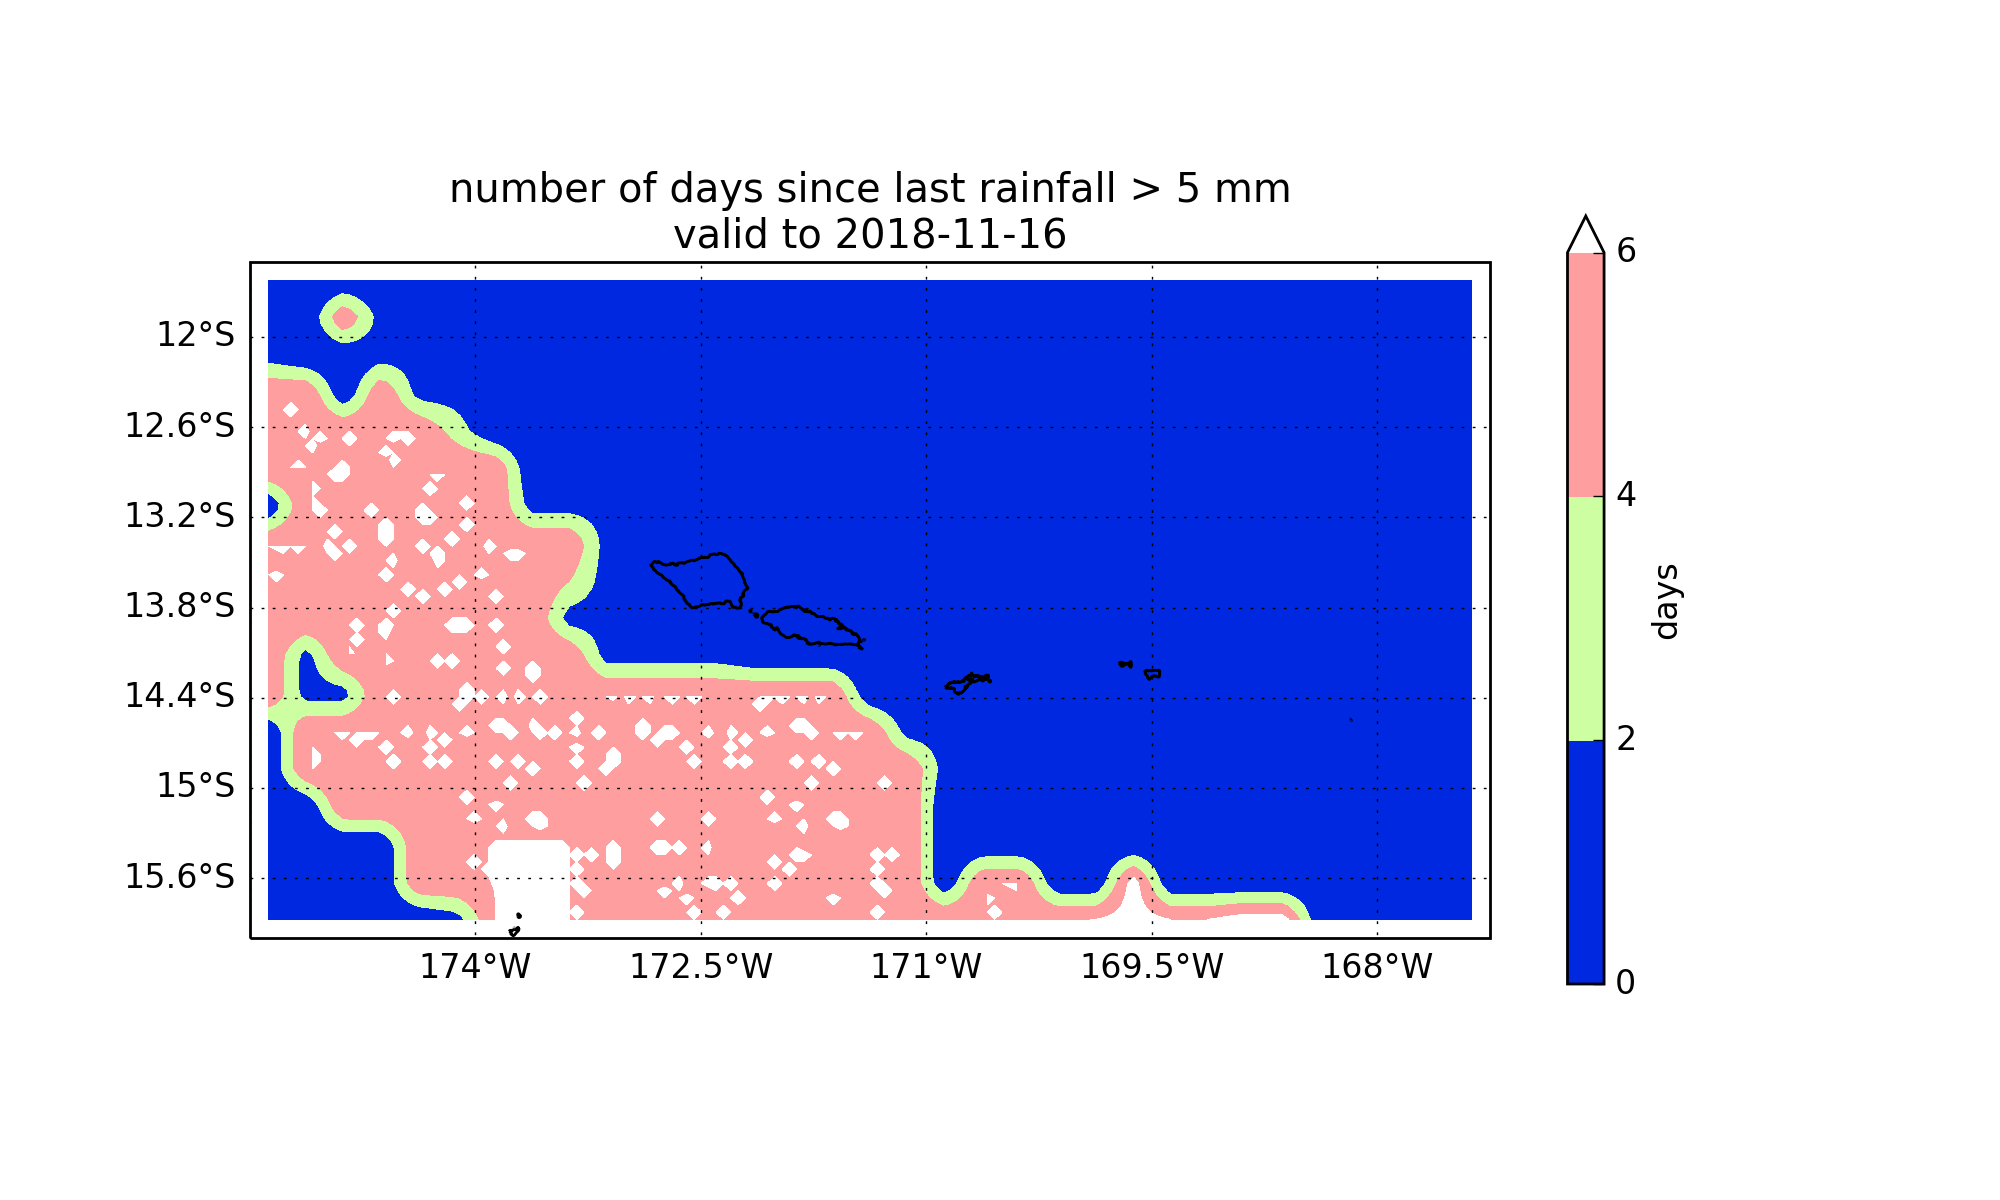 number of days since last rainfall > 5 mm
valid to 2018-11-16
12°S
12.6°S
13.2°S
13.8°S
14.4°S
15°S
15.6°S
174°W 172.5°W 171°W 169.5°W 168°W
6
4
2
0
days